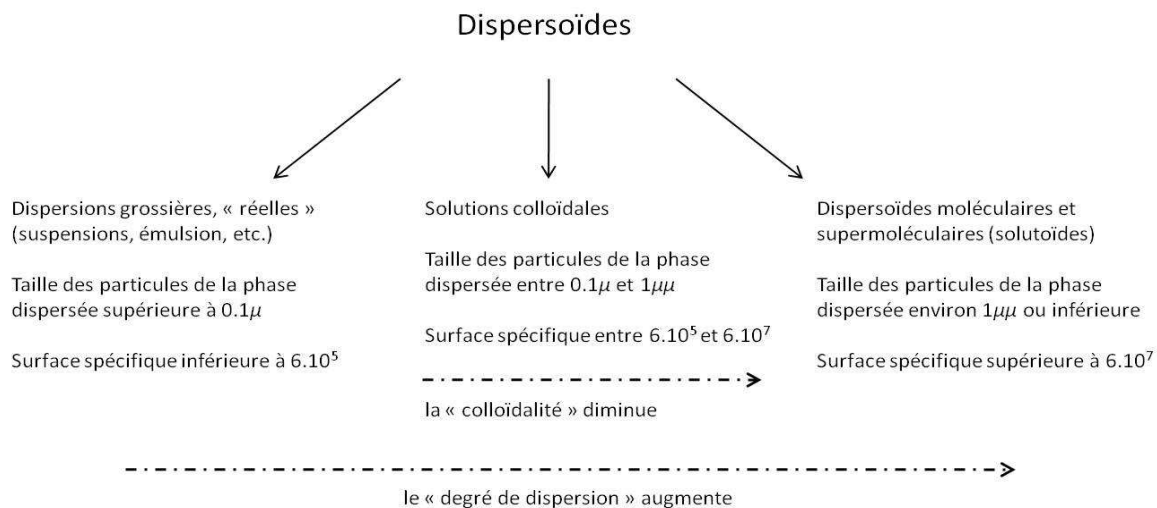 Dispersoïdes
Dispersions grossières, « réelles »
(suspensions, émulsion, etc.)
Taille des particules de la phase
dispersée supérieure à 0.1μ
Surface spécifique inférieure à 6.10⁵
Solutions colloïdales
Taille des particules de la phase
dispersée entre 0.1μ et 1μμ
Surface spécifique entre 6.10⁵ et 6.10⁷
la « colloïdalité » diminue
Dispersoïdes moléculaires et
supermoléculaires (solutoïdes)
Taille des particules de la phase
dispersée environ 1μμ ou inférieure
Surface spécifique supérieure à 6.10⁷
le « degré de dispersion » augmente